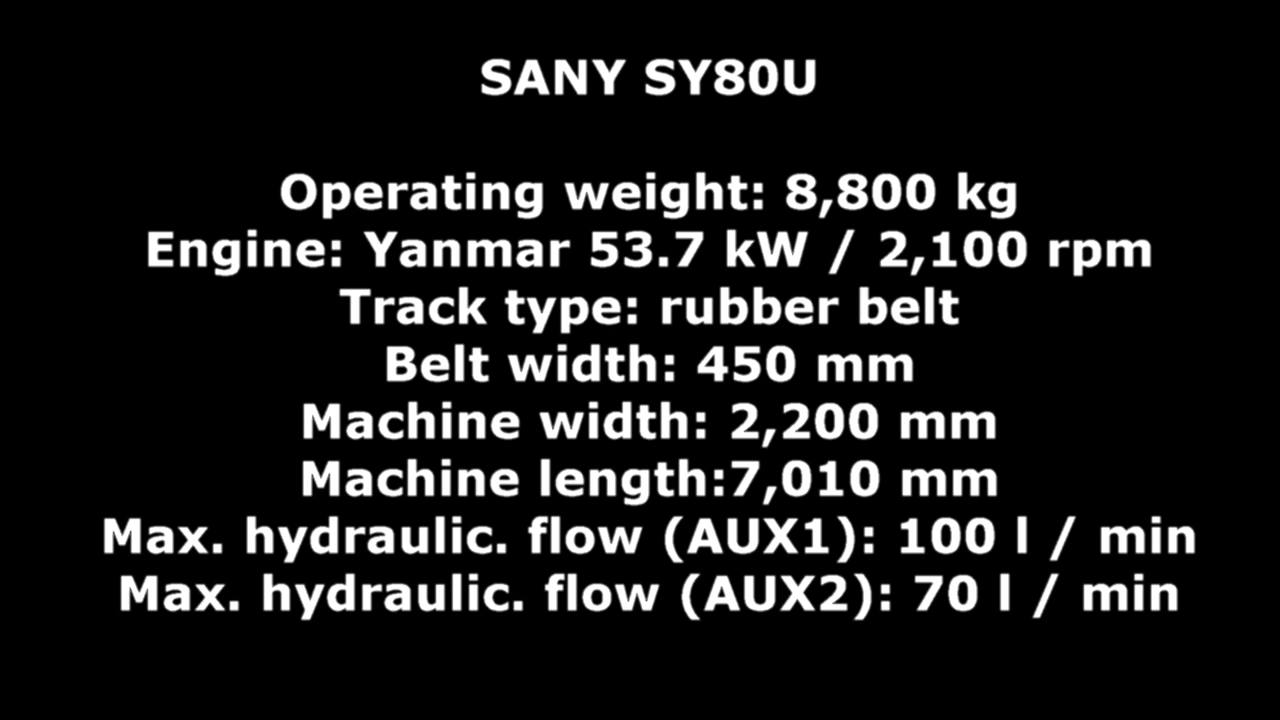 SANY SY80U
Operating weight: 8,800 kg
Engine: Yanmar 53.7 kW / 2,100 rpm
Track type: rubber belt
Belt width: 450 mm
Machine width: 2,200 mm
Machine length:7,010 mm
Max. hydraulic. flow (AUX1): 100 l / min
Max. hydraulic. flow (AUX2): 70 l / min